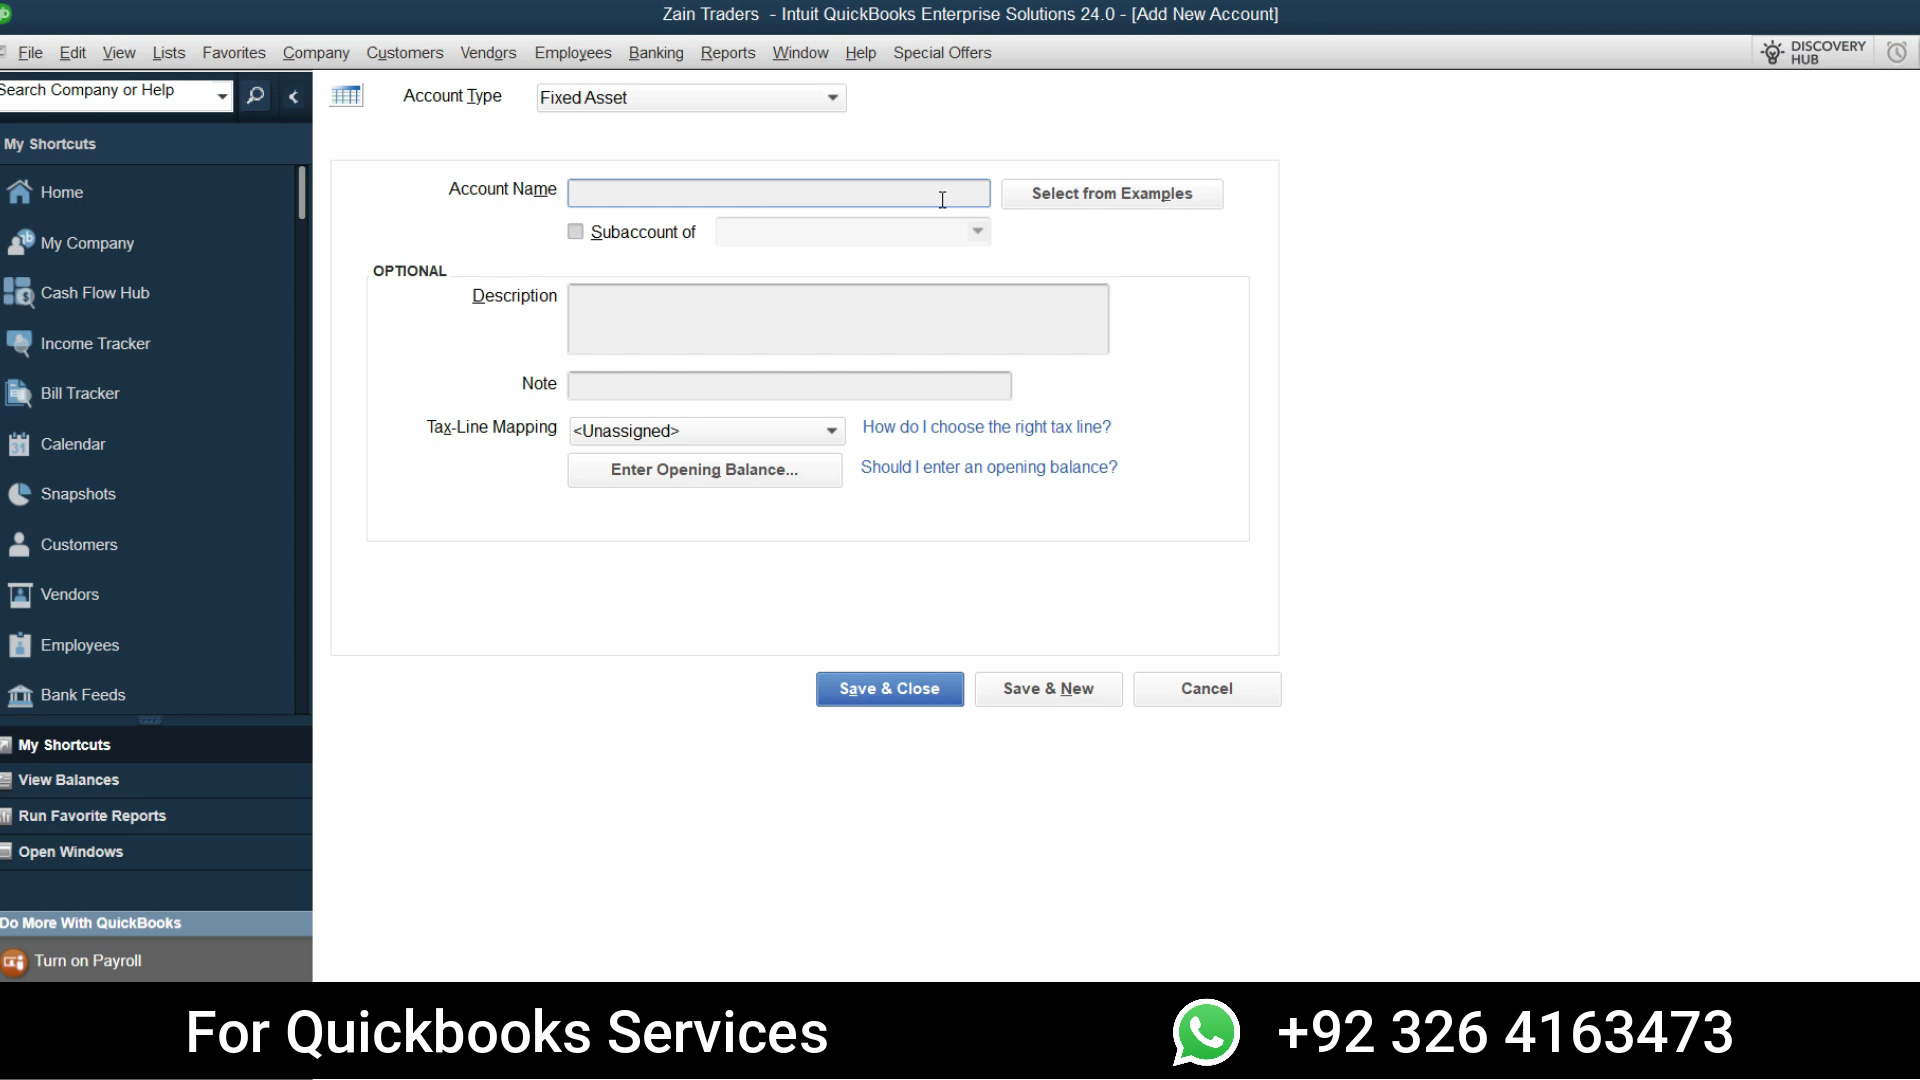 Zain Traders - Intuit QuickBooks Enterprise Solutions 24.0 - [Add New Account]
File Edit View Lists Favorites Company Customers Vendors Employees Banking Reports Window Help Special Offers
DISCOVERY HUB
Search Company or Help
Account Type Fixed Asset
My Shortcuts
Home
My Company
Cash Flow Hub
Income Tracker
Bill Tracker
Calendar
31
Snapshots
Customers
Vendors
Employees
Bank Feeds
My Shortcuts
View Balances
Run Favorite Reports
Open Windows
Do More With QuickBooks
Turn on Payroll
Account Name
Select from Examples
Subaccount of
OPTIONAL
Description
Note
Tax-Line Mapping <Unassigned> How do I choose the right tax line?
Enter Opening Balance... Should I enter an opening balance?
Save & Close Save & New Cancel
For Quickbooks Services +92 326 4163473